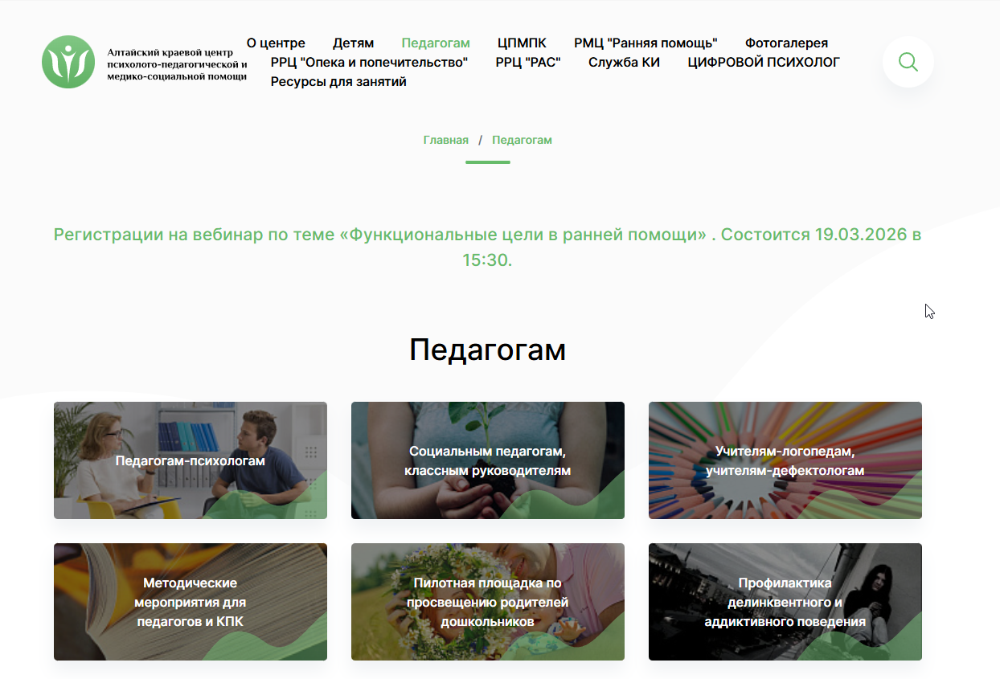 Алтайский краевой центр
психолого-педагогической и
медико-социальной помощи
О центре Детям Педагогам ЦПМПК РМЦ "Ранняя помощь" Фотогалерея
РРЦ "Опека и попечительство" РРЦ "РАС" Служба КИ ЦИФРОВОЙ ПСИХОЛОГ
Ресурсы для занятий
Главная / Педагогам
Регистрации на вебинар по теме «Функциональные цели в ранней помощи» . Состоится 19.03.2026 в
15:30.
Педагогам
Педагогам-психологам
Социальным педагогам,
классным руководителям
Учителям-логопедам,
учителям-дефектологам
Методические
мероприятия для
педагогов и КПК
Пилотная площадка по
просвещению родителей
дошкольников
Профилактика
делинквентного и
аддиктивного поведения